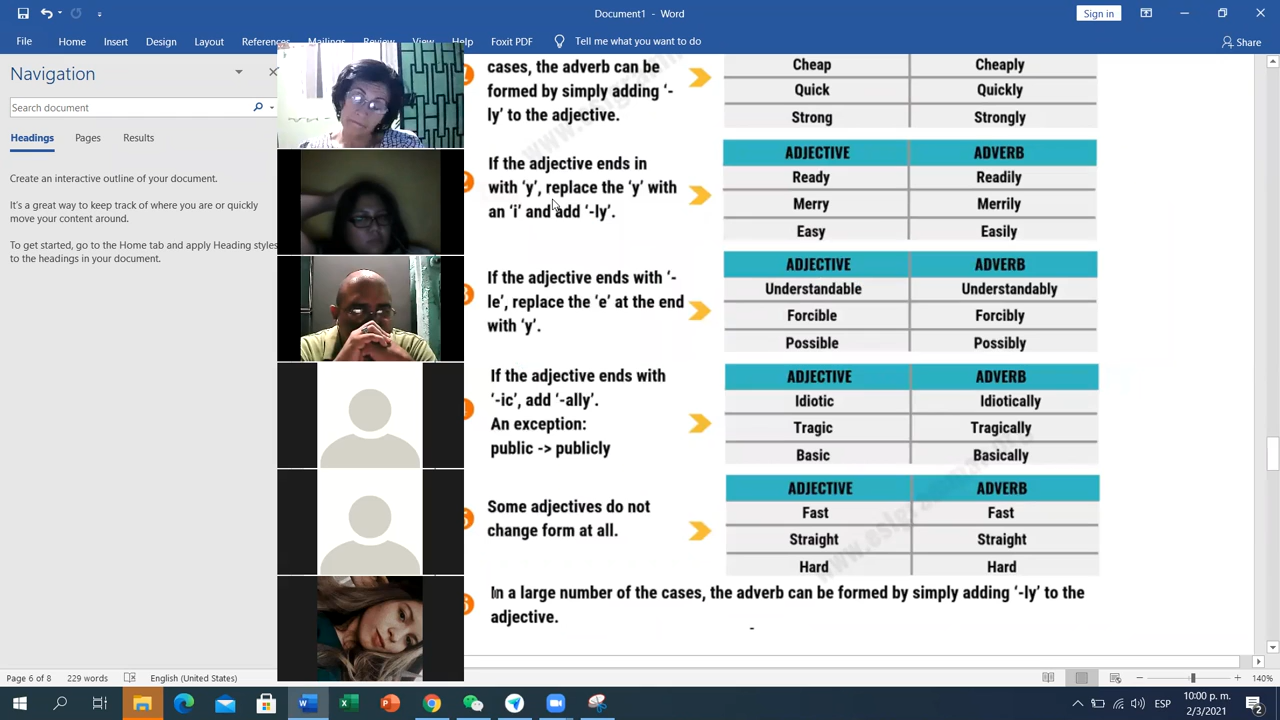 Document1 - Word
Sign in
File Home Insert Design Layout References Mailings Review View Help Foxit PDF Tell me what you want to do
Share
Navigation
Search document
Headings Pages Results
Create an interactive outline of your document.
It's a great way to keep track of where you are or quickly
move your content around.
To get started, go to the Home tab and apply Heading styles
to the headings in your document.
cases, the adverb can be
formed by simply adding '-
ly' to the adjective.
Cheap Cheaply
Quick Quickly
Strong Strongly
If the adjective ends in
with 'y', replace the 'y' with
an 'i' and add '-ly'.
ADJECTIVE ADVERB
Ready Readily
Merry Merrily
Easy Easily
If the adjective ends with '-
le', replace the 'e' at the end
with 'y'.
ADJECTIVE ADVERB
Understandable Understandably
Forcible Forcibly
Possible Possibly
If the adjective ends with
'-ic', add '-ally'.
An exception:
public -> publicly
ADJECTIVE ADVERB
Idiotic Idiotically
Tragic Tragically
Basic Basically
Some adjectives do not
change form at all.
ADJECTIVE ADVERB
Fast Fast
Straight Straight
Hard Hard
In a large number of the cases, the adverb can be formed by simply adding '-ly' to the
adjective.
Page 6 of 8 229 words English (United States)
140%
ESP
10:00 p. m.
2/3/2021
2